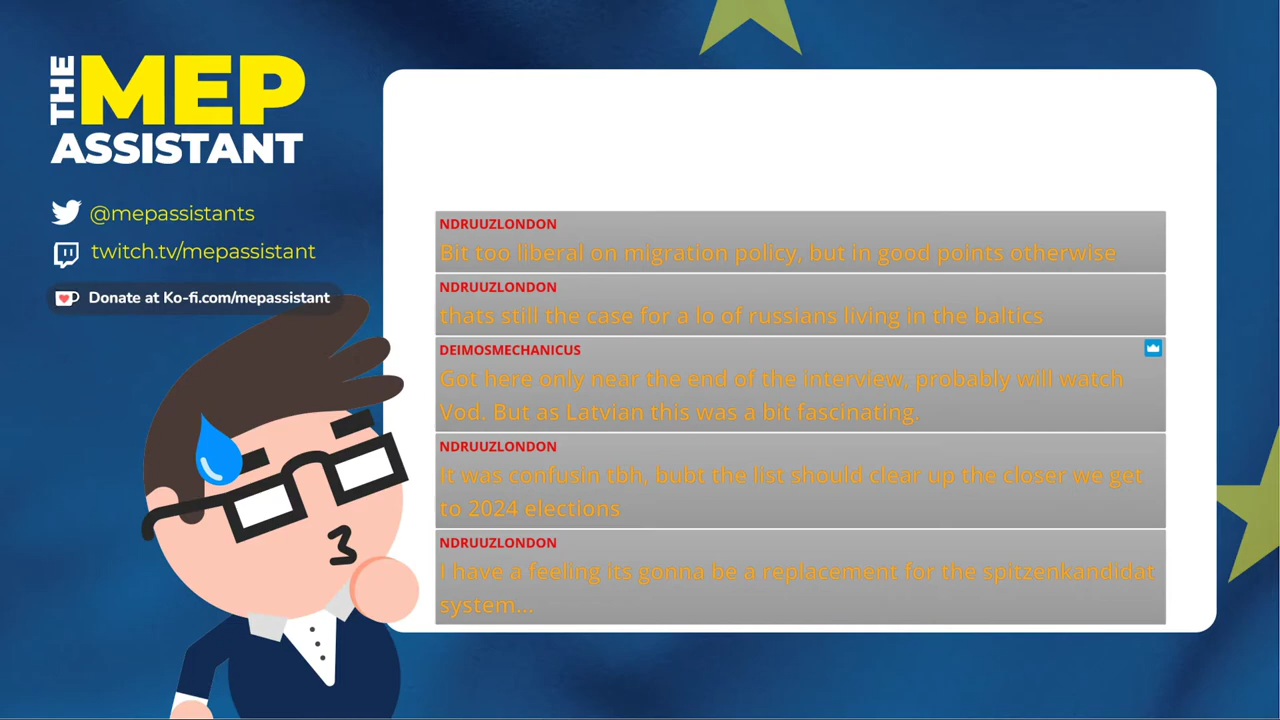 THE MEP
ASSISTANT
@mepassistants
twitch.tv/mepassistant
Donate at Ko-fi.com/mepassistant
NDRUUZLONDON
Bit too liberal on migration policy, but in good points otherwise
NDRUUZLONDON
thats still the case for a lo of russians living in the baltics
DEIMOSMECHANICUS
Got here only near the end of the interview, probably will watch
Vod. But as Latvian this was a bit fascinating.
NDRUUZLONDON
It was confusin tbh, bubt the list should clear up the closer we get
to 2024 elections
NDRUUZLONDON
I have a feeling its gonna be a replacement for the spitzenkandidat
system...